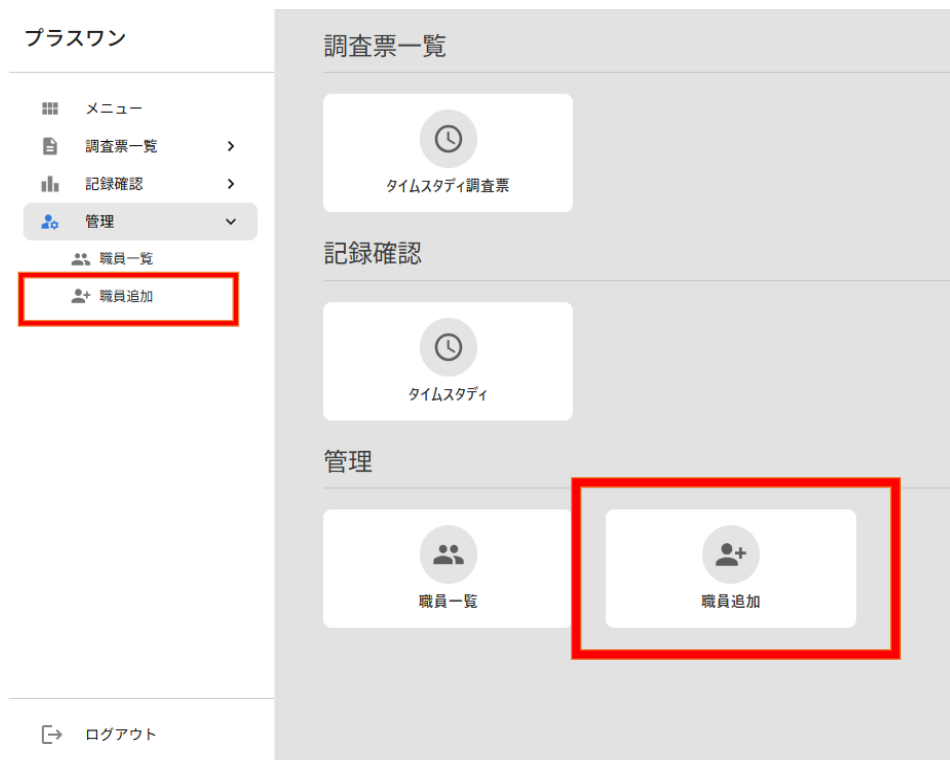 プラスワン
メニュー
調査票一覧
記録確認
管理
職員一覧
職員追加
ログアウト
調査票一覧
タイムスタディ調査票
記録確認
タイムスタディ
管理
職員一覧
職員追加